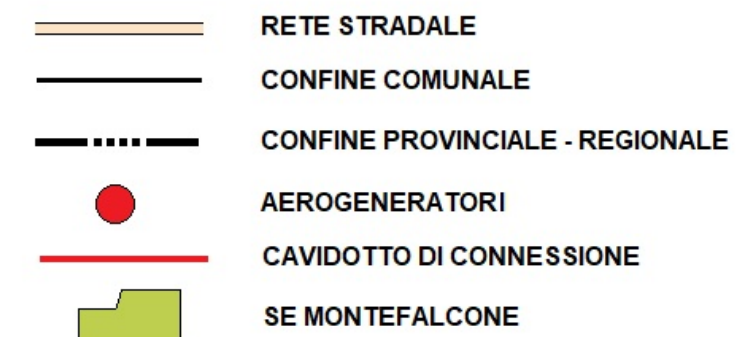 RETE STRADALE
CONFINE COMUNALE
CONFINE PROVINCIALE - REGIONALE
AEROGENERATORI
CAVIDOTTO DI CONNESSIONE
SE MONTEFALCONE